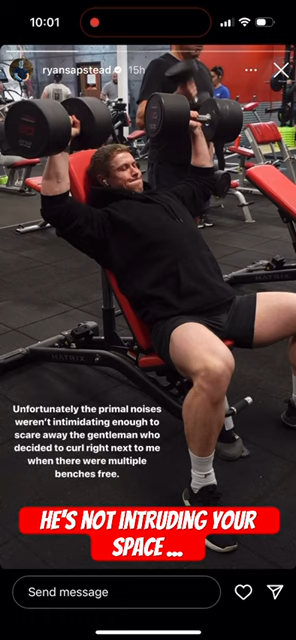 10:01
ryansapstead 15h
Unfortunately the primal noises
weren't intimidating enough to
scare away the gentleman who
decided to curl right next to me
when there were multiple
benches free.
MATRIX
HE'S NOT INTRUDING YOUR
SPACE ...
Send message